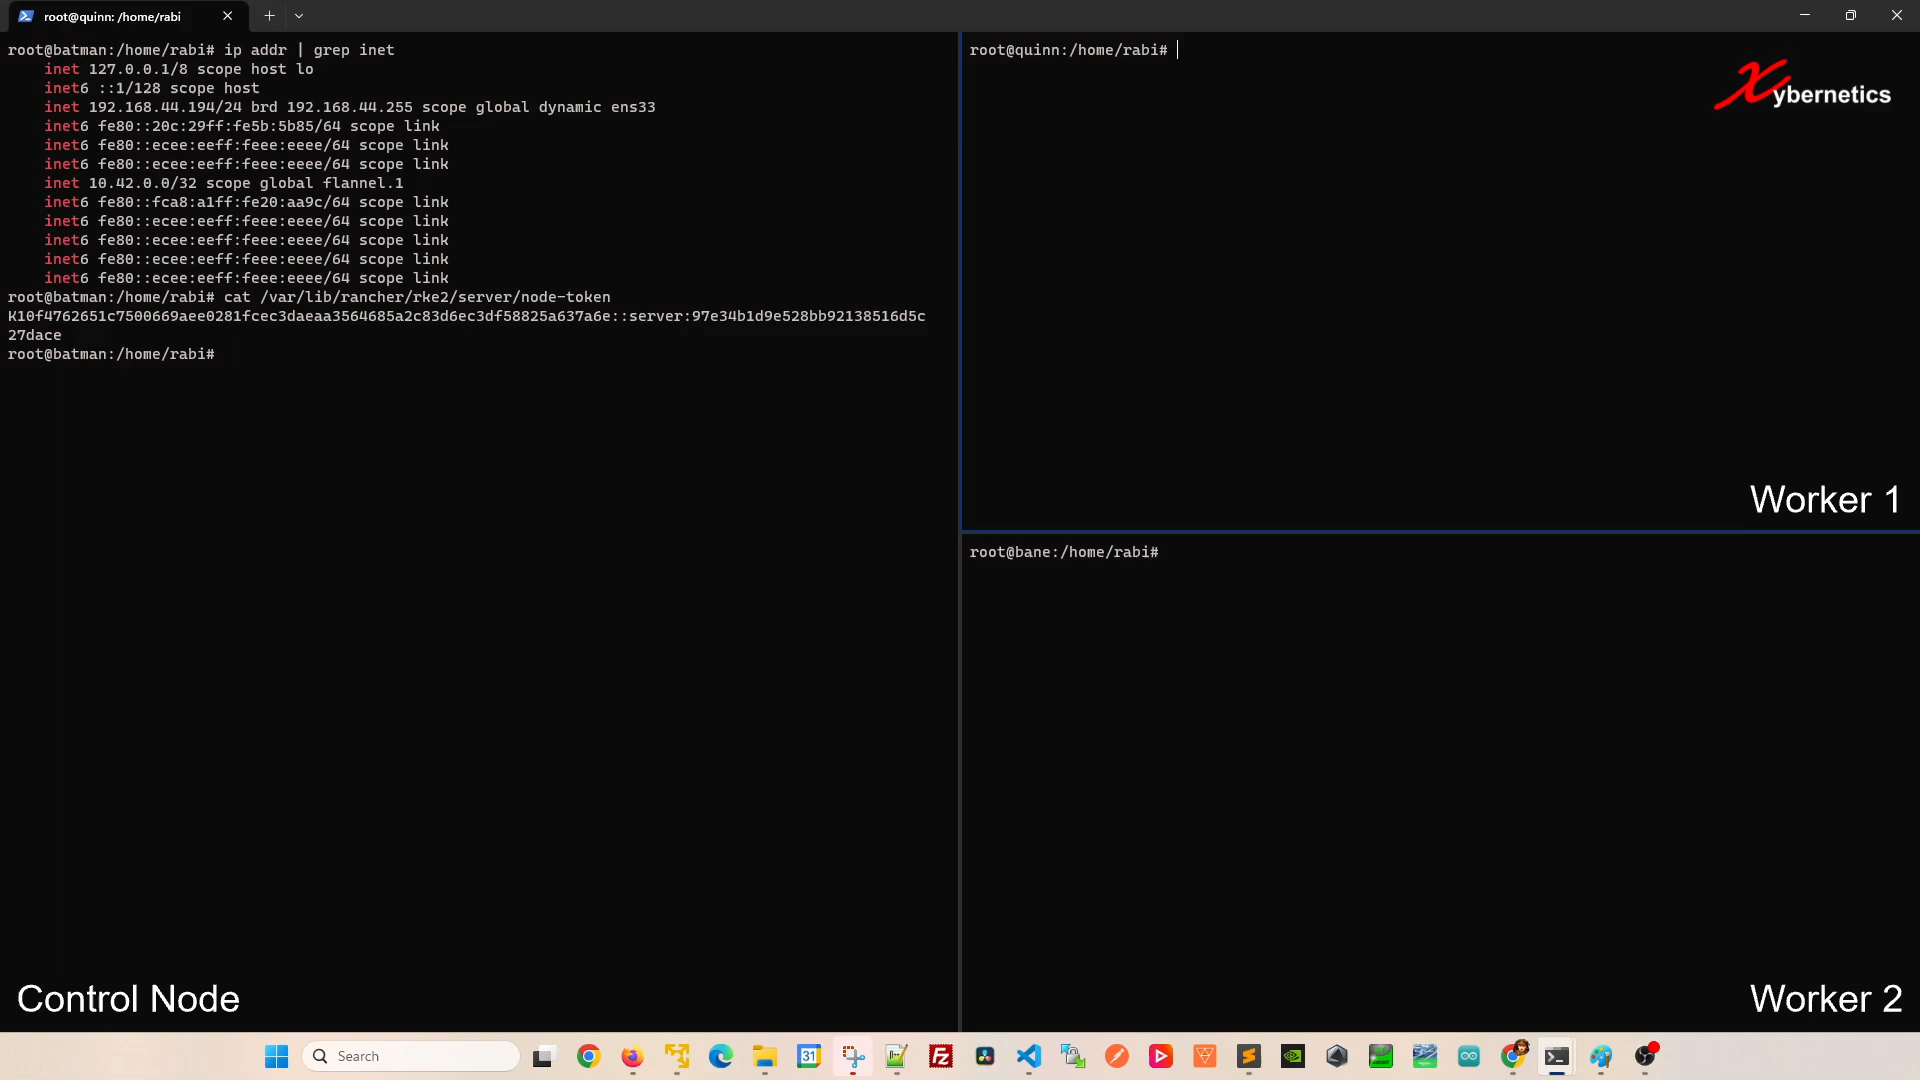 root@quinn: /home/rabi
root@batman:/home/rabi# ip addr | grep inet
inet 127.0.0.1/8 scope host lo
inet6 ::1/128 scope host
inet 192.168.44.194/24 brd 192.168.44.255 scope global dynamic ens33
inet6 fe80::20c:29ff:fe5b:5b85/64 scope link
inet6 fe80::ecee:eeff:feee:eeee/64 scope link
inet6 fe80::ecee:eeff:feee:eeee/64 scope link
inet 10.42.0.0/32 scope global flannel.1
inet6 fe80::fca8:a1ff:fe20:aa9c/64 scope link
inet6 fe80::ecee:eeff:feee:eeee/64 scope link
inet6 fe80::ecee:eeff:feee:eeee/64 scope link
inet6 fe80::ecee:eeff:feee:eeee/64 scope link
inet6 fe80::ecee:eeff:feee:eeee/64 scope link
root@batman:/home/rabi# cat /var/lib/rancher/rke2/server/node-token
K10f4762651c7500669aee0281fcec3daeaa3564685a2c83d6ec3df58825a637a6e::server:97e34b1d9e528bb92138516d5c
27dace
root@batman:/home/rabi#
Control Node
root@quinn:/home/rabi#
Xybernetics
Worker 1
root@bane:/home/rabi#
Worker 2
Search
31